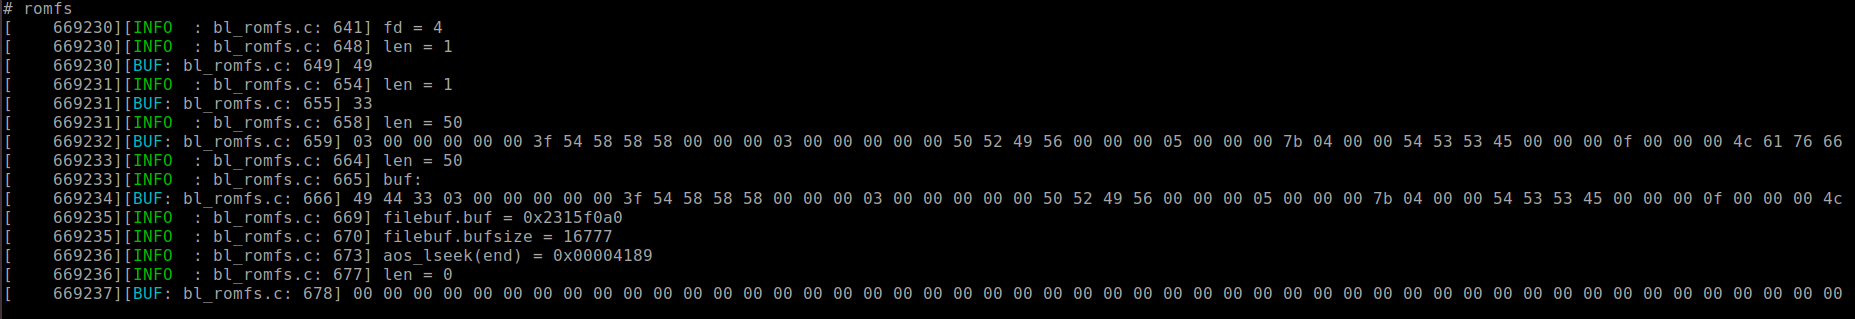 # romfs
[    669230][INFO  : bl_romfs.c: 641] fd = 4
[    669230][INFO  : bl_romfs.c: 648] len = 1
[    669230][BUF: bl_romfs.c: 649] 49
[    669231][INFO  : bl_romfs.c: 654] len = 1
[    669231][BUF: bl_romfs.c: 655] 33
[    669231][INFO  : bl_romfs.c: 658] len = 50
[    669232][BUF: bl_romfs.c: 659] 03 00 00 00 00 00 3f 54 58 58 58 00 00 00 03 00 00 00 00 00 50 52 49 56 00 00 00 05 00 00 00 7b 04 00 00 54 53 53 45 00 00 00 0f 00 00 00 4c 61 76 66
[    669233][INFO  : bl_romfs.c: 664] len = 50
[    669233][INFO  : bl_romfs.c: 665] buf:
[    669234][BUF: bl_romfs.c: 666] 49 44 33 03 00 00 00 00 00 3f 54 58 58 58 00 00 00 03 00 00 00 00 00 50 52 49 56 00 00 00 05 00 00 00 7b 04 00 00 54 53 53 45 00 00 00 0f 00 00 00 4c
[    669235][INFO  : bl_romfs.c: 669] filebuf.buf = 0x2315f0a0
[    669235][INFO  : bl_romfs.c: 670] filebuf.bufsize = 16777
[    669236][INFO  : bl_romfs.c: 673] aos_lseek(end) = 0x00004189
[    669236][INFO  : bl_romfs.c: 677] len = 0
[    669237][BUF: bl_romfs.c: 678] 00 00 00 00 00 00 00 00 00 00 00 00 00 00 00 00 00 00 00 00 00 00 00 00 00 00 00 00 00 00 00 00 00 00 00 00 00 00 00 00 00 00 00 00 00 00 00 00 00 00